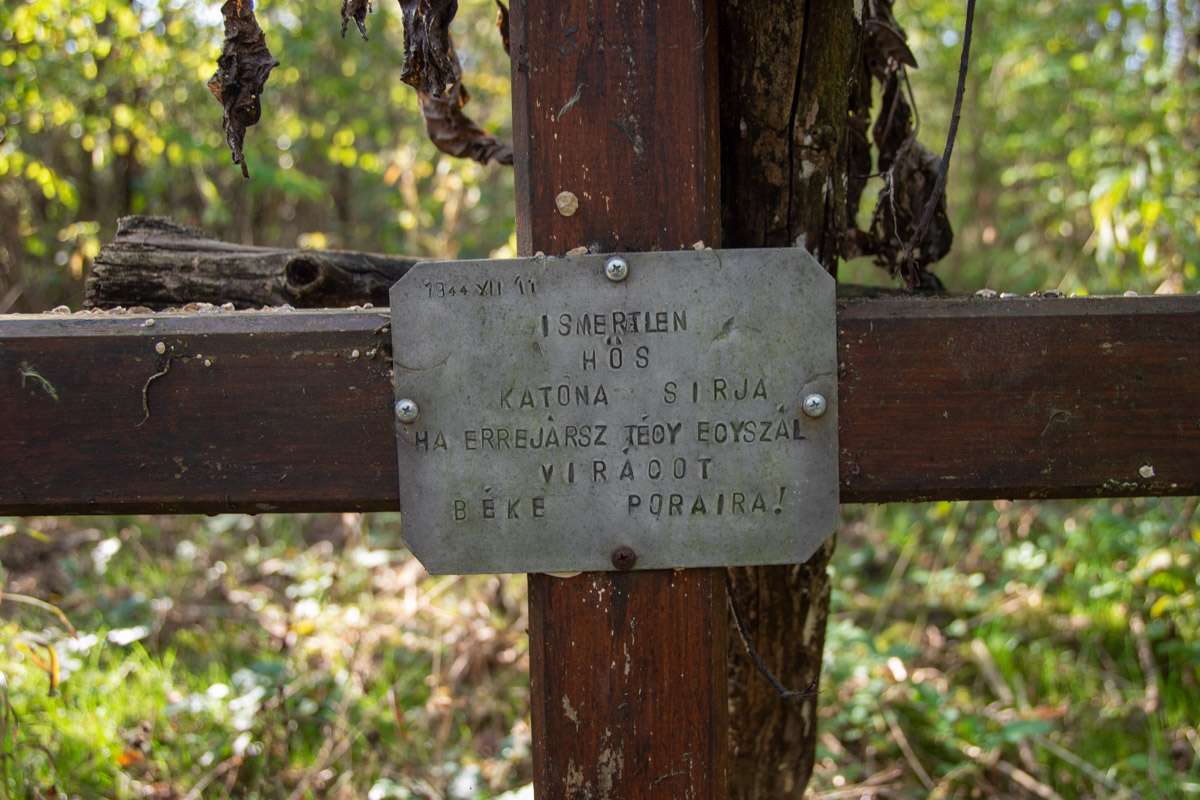 1944 VII 11
ISMERTLEN
HŐS
KATONA SIRJA
HA ERREJÁRSZ TÉGY EGYSZÁL
VIRÁGOT
BÉKE PORAIRA!